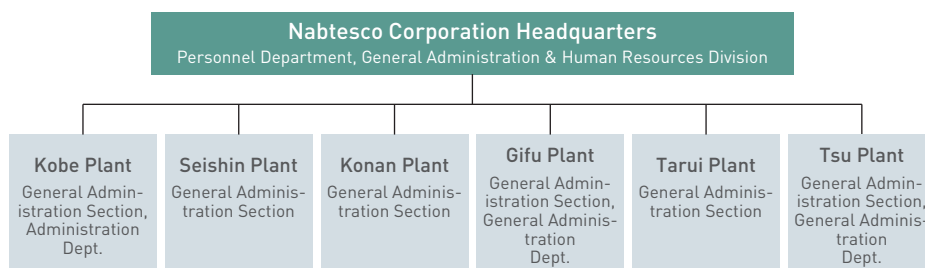 Nabtesco Corporation Headquarters
Personnel Department, General Administration & Human Resources Division
Kobe Plant
General Admin-
istration Section,
Administration
Dept.
Seishin Plant
General Adminis-
tration Section
Konan Plant
General Adminis-
tration Section
Gifu Plant
General Admin-
istration Section,
General Adminis-
tration
Dept.
Tarui Plant
General Adminis-
tration Section
Tsu Plant
General Admin-
istration Section,
General Adminis-
tration
Dept.